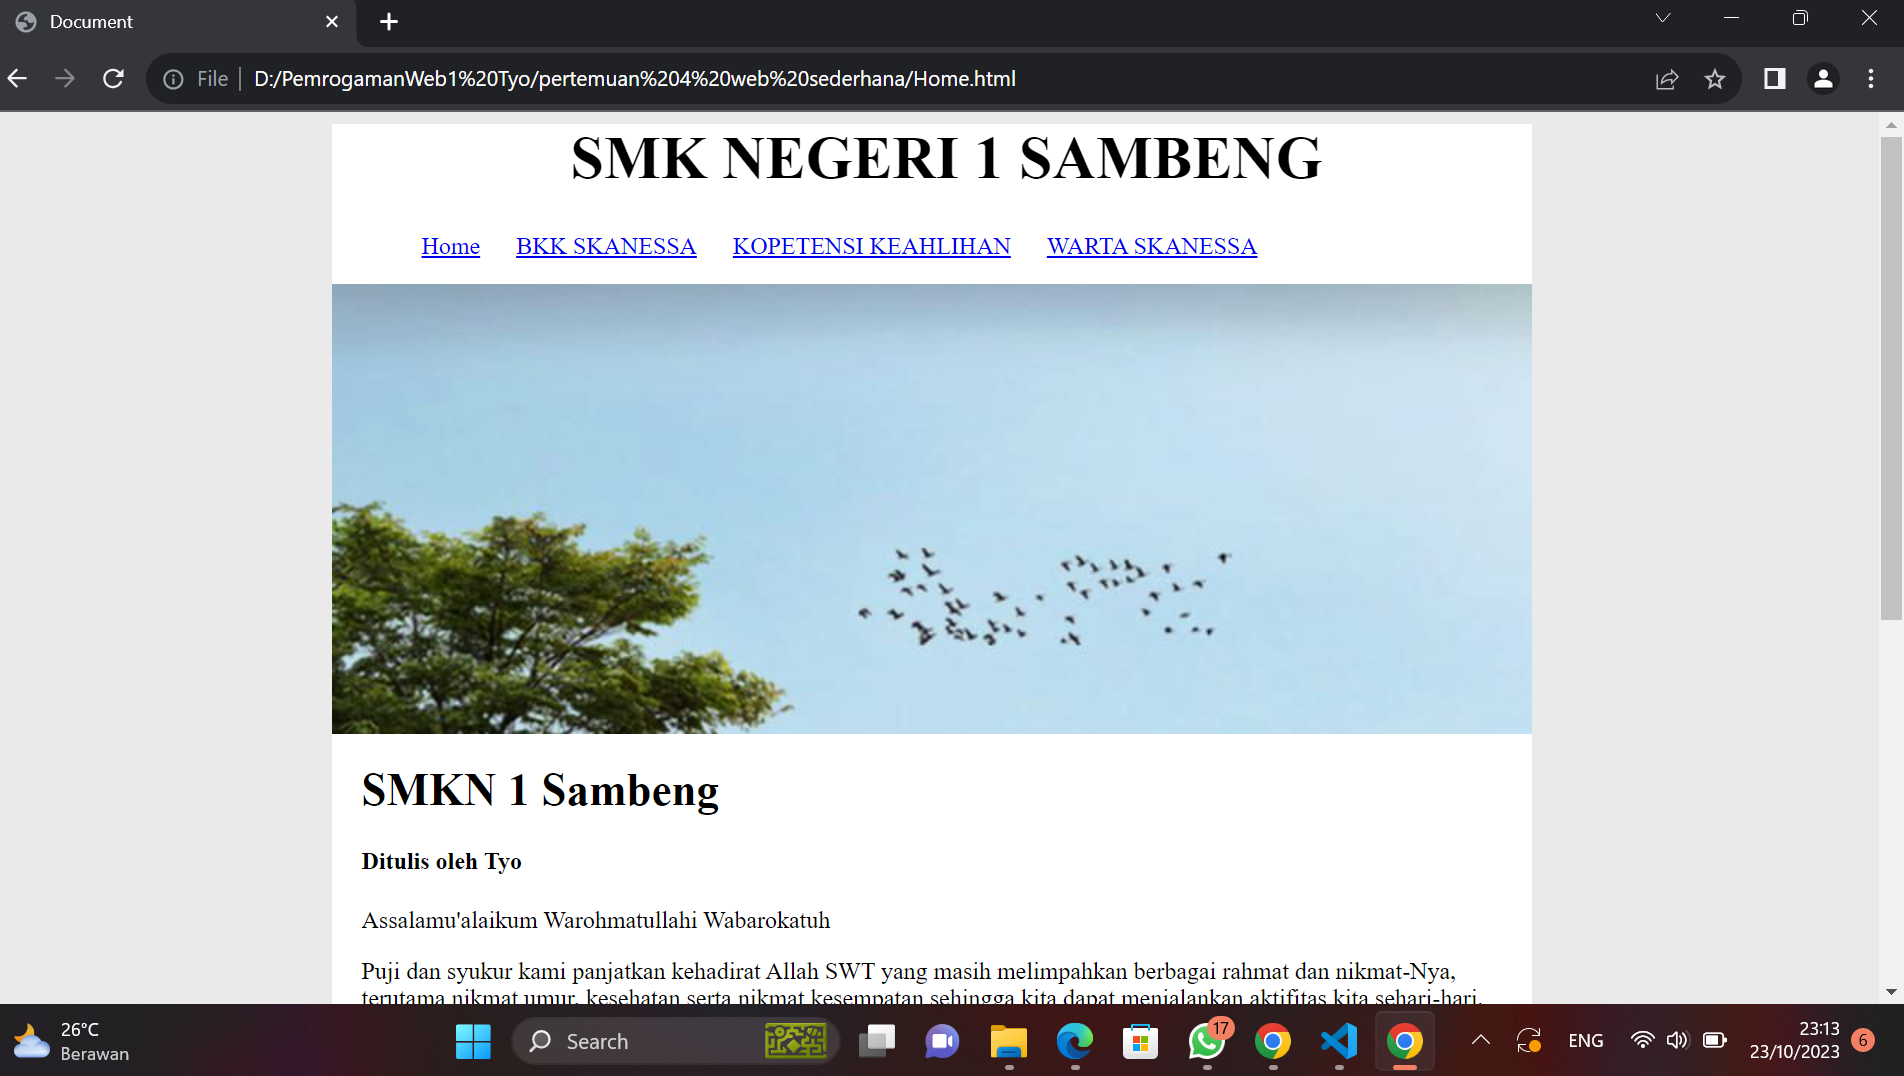 Document
File
D:/PemrogamanWeb1%20Tyo/pertemuan%204%20web%20sederhana/Home.html
SMK NEGERI 1 SAMBENG
Home BKK SKANESSA KOPETENSI KEAHLIHAN WARTA SKANESSA
SMKN 1 Sambeng
Ditulis oleh Tyo
Assalamu'alaikum Warohmatullahi Wabarokatuh
Puji dan syukur kami panjatkan kehadirat Allah SWT yang masih melimpahkan berbagai rahmat dan nikmat-Nya,
terutama nikmat umur, kesehatan serta nikmat kesempatan sehingga kita dapat menjalankan aktifitas kita sehari-hari.
26°C
Berawan
Search
17
ENG
23:13
23/10/2023
6